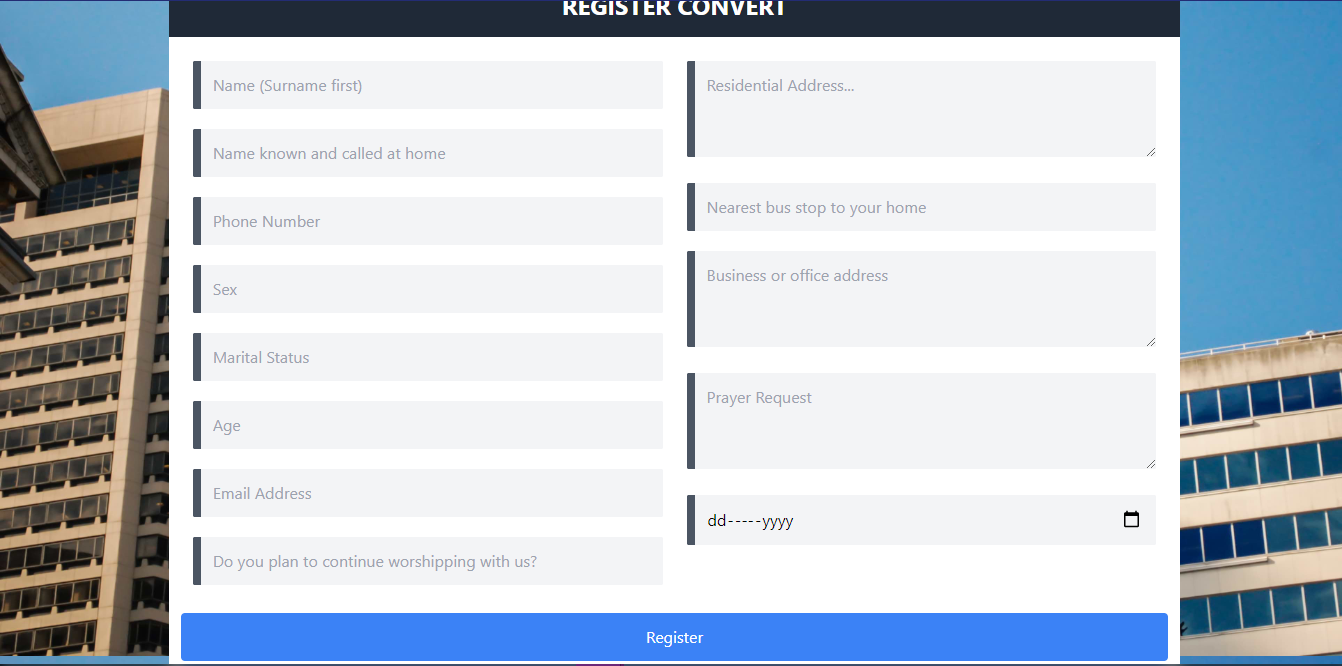 REGISTER CONVERT
Name (Surname first)
Name known and called at home
Phone Number
Sex
Marital Status
Age
Email Address
Do you plan to continue worshipping with us?
Residential Address...
Nearest bus stop to your home
Business or office address
Prayer Request
dd-----yyyy
Register